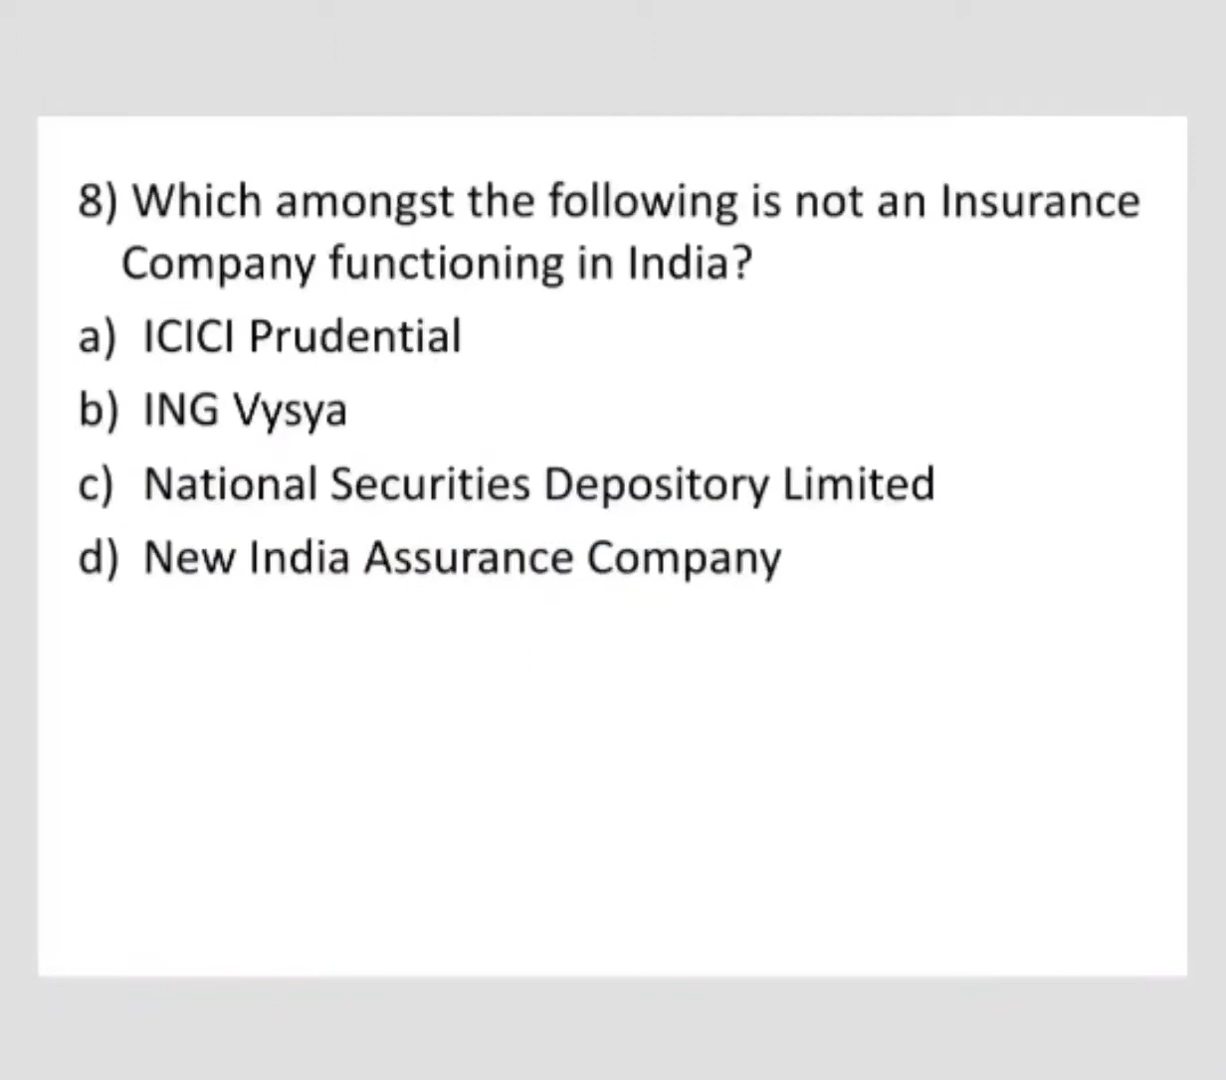 8) Which amongst the following is not an Insurance
Company functioning in India?
a) ICICI Prudential
b) ING Vysya
c) National Securities Depository Limited
d) New India Assurance Company